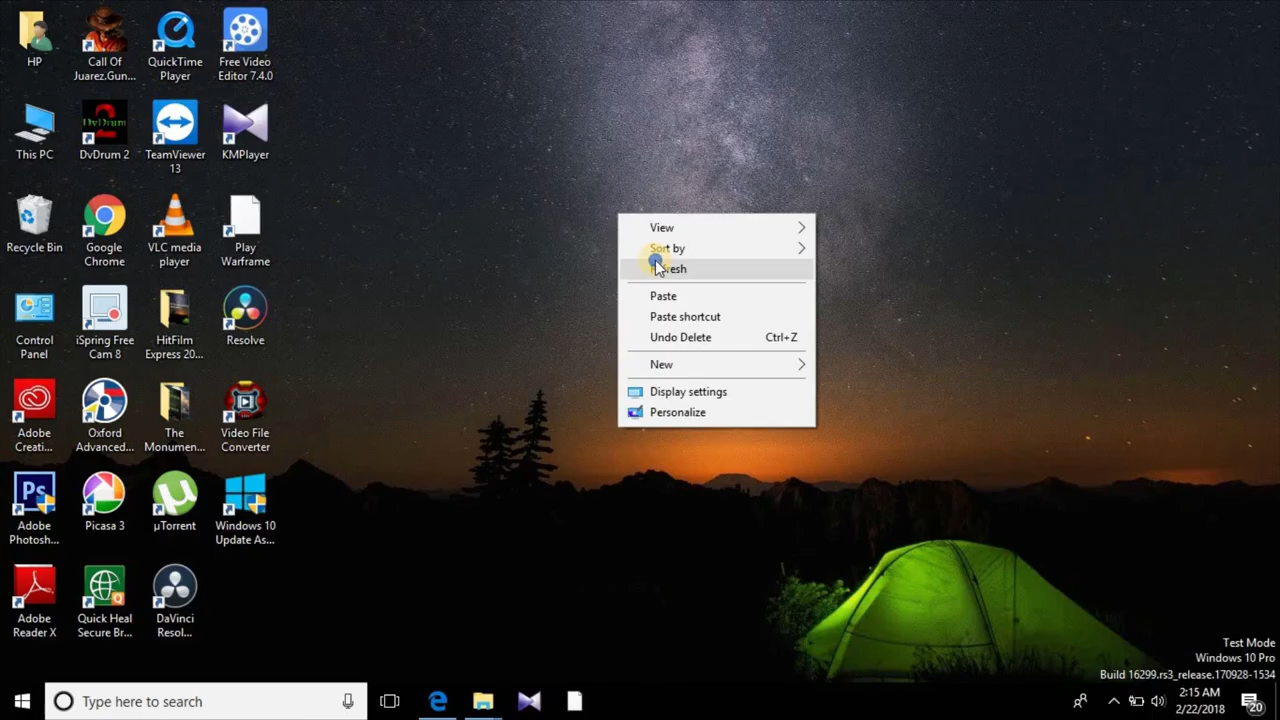 HP
Call Of
Juarez.Gun...
QuickTime
Player
Free Video
Editor 7.4.0
This PC
DvDrum
2
DvDrum 2
TeamViewer
13
KMPlayer
Recycle Bin
Google
Chrome
VLC media
player
Play
Warframe
Control
Panel
iSpring Free
Cam 8
HitFilm
Express 20...
Resolve
Adobe
Creati...
Oxford
Advanced...
The
Monumen...
Video File
Converter
Ps
Adobe
Photosh...
Picasa 3
µTorrent
Windows 10
Update As...
Adobe
Reader X
Quick Heal
Secure Br...
DaVinci
Resol...
View
Sort by
Refresh
Paste
Paste shortcut
Undo Delete Ctrl+Z
New
Display settings
Personalize
Test Mode
Windows 10 Pro
Build 16299.rs3_release.170928-1534
Type here to search
2:15 AM
2/22/2018
20